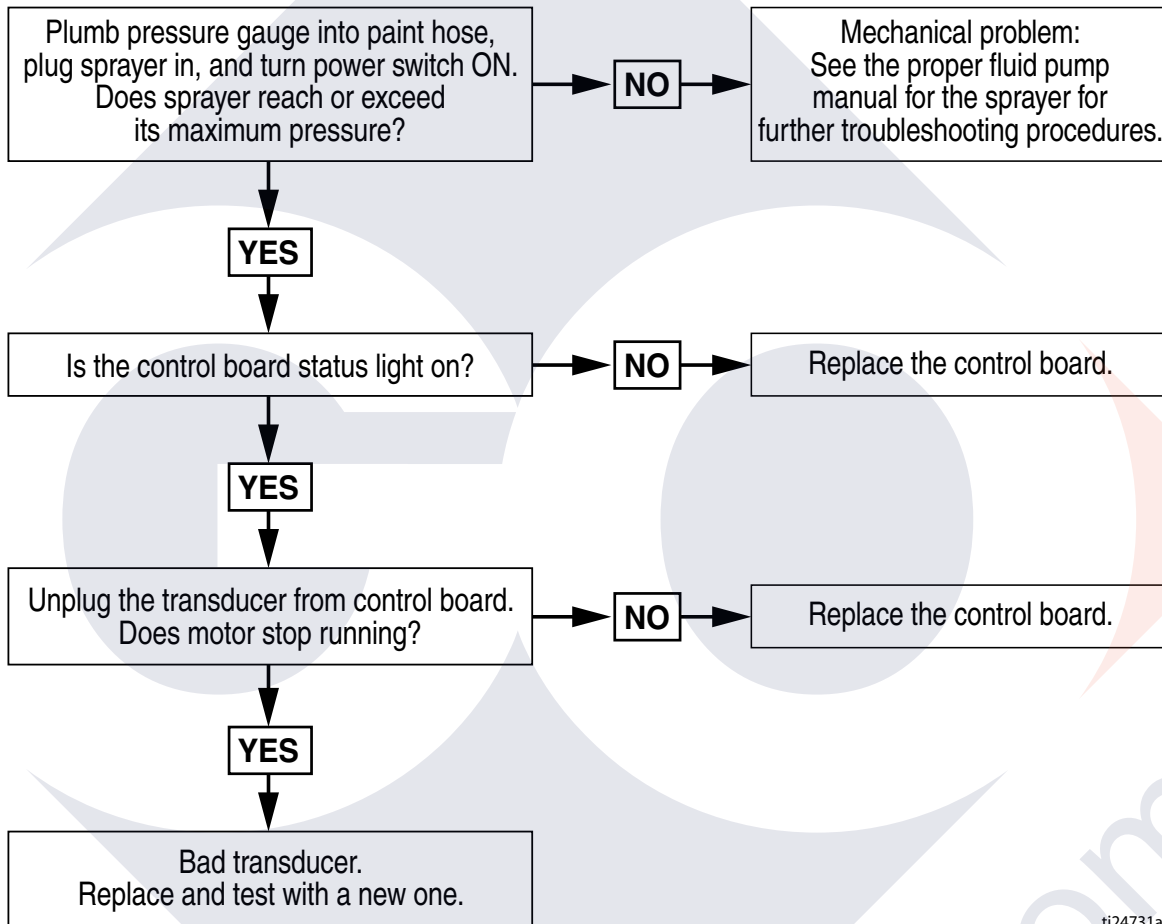 Plumb pressure gauge into paint hose,
plug sprayer in, and turn power switch ON.
Does sprayer reach or exceed
its maximum pressure?
NO
Mechanical problem:
See the proper fluid pump
manual for the sprayer for
further troubleshooting procedures.
YES
Is the control board status light on?
NO
Replace the control board.
YES
Unplug the transducer from control board.
Does motor stop running?
NO
Replace the control board.
YES
Bad transducer.
Replace and test with a new one.
ti24731a
om